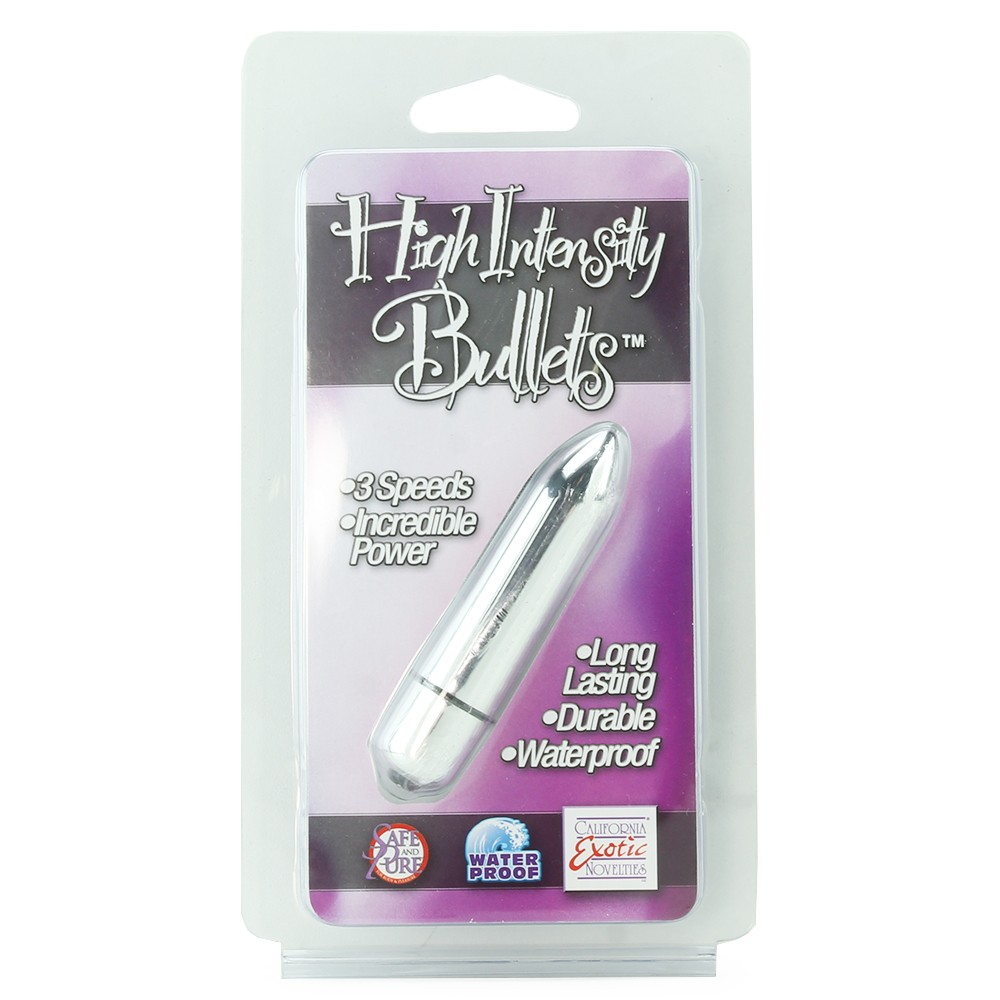 High Intensity
Bullets™
•3 Speeds
•Incredible
Power
•Long
Lasting
•Durable
•Waterproof
SAFE
AND
PURE
WATER
PROOF
CALIFORNIA
Exotic
NOVELTIES